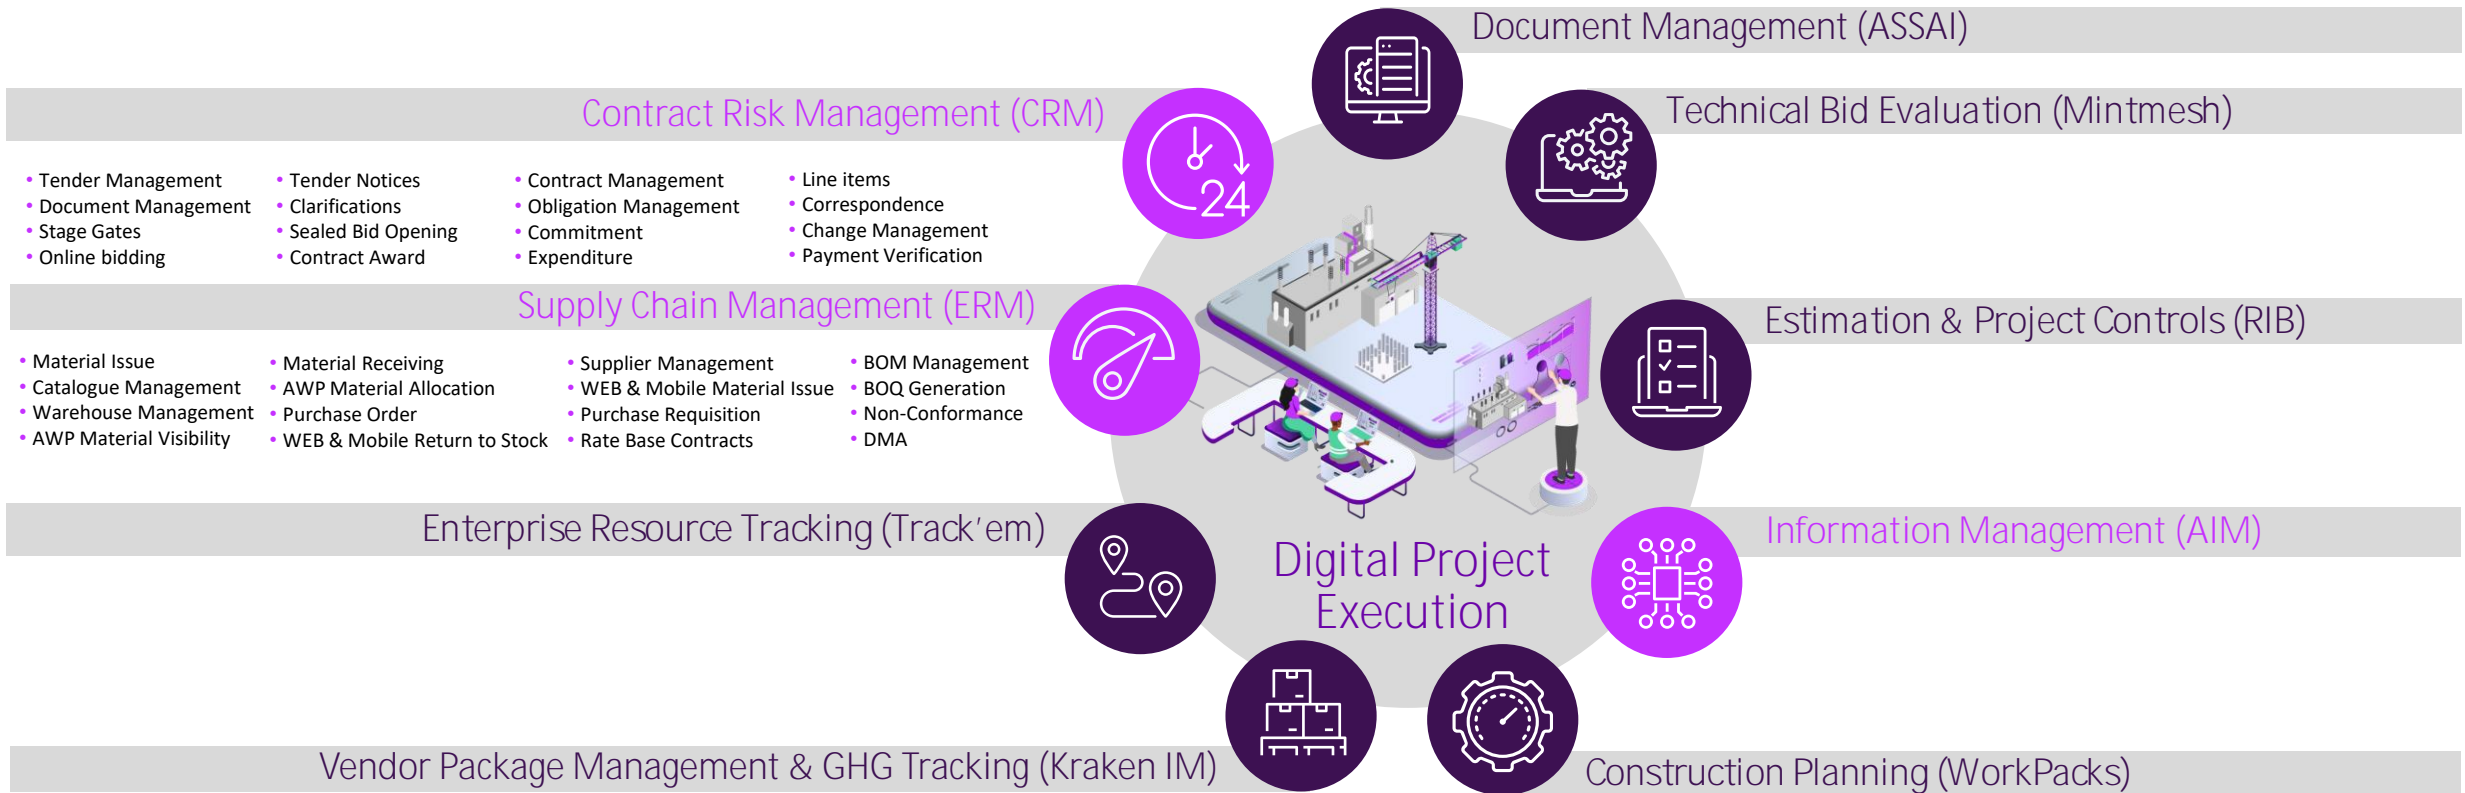 Document Management (ASSAI)
Contract Risk Management (CRM)
Technical Bid Evaluation (Mintmesh)
24
• Tender Management
• Document Management
• Stage Gates
• Online bidding
• Tender Notices
• Clarifications
• Sealed Bid Opening
• Contract Award
• Contract Management
• Obligation Management
• Commitment
• Expenditure
• Line items
• Correspondence
• Change Management
• Payment Verification
Supply Chain Management (ERM)
Estimation & Project Controls (RIB)
• Material Issue
• Catalogue Management
• Warehouse Management
• AWP Material Visibility
• Material Receiving
• AWP Material Allocation
• Purchase Order
• WEB & Mobile Return to Stock
• Supplier Management
• WEB & Mobile Material Issue
• Purchase Requisition
• Rate Base Contracts
• BOM Management
• BOQ Generation
• Non-Conformance
• DMA
Enterprise Resource Tracking (Track'em)
Information Management (AIM)
Digital Project
Execution
Vendor Package Management & GHG Tracking (Kraken IM)
Construction Planning (WorkPacks)